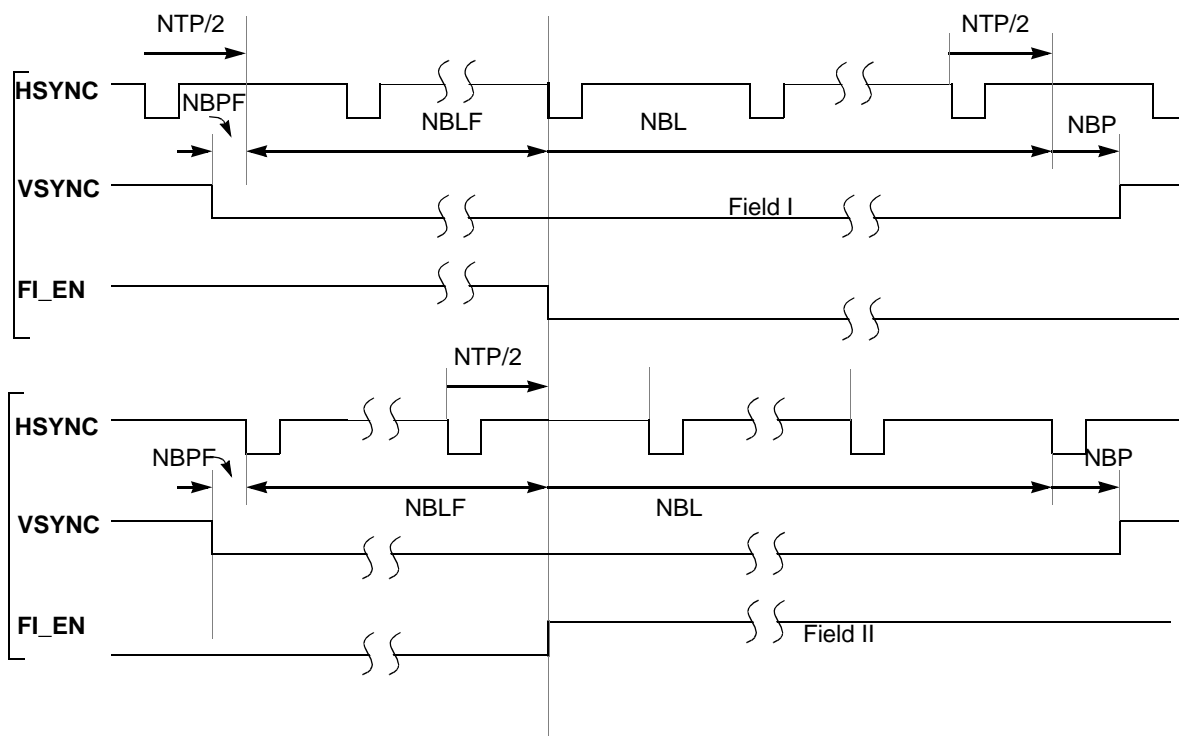 NTP/2 NTP/2
HSYNC
NBPF
NBLF NBL NBP
VSYNC
Field I
FI_EN
NTP/2
HSYNC
NBPF NBP
NBLF NBL
VSYNC
FI_EN
Field II